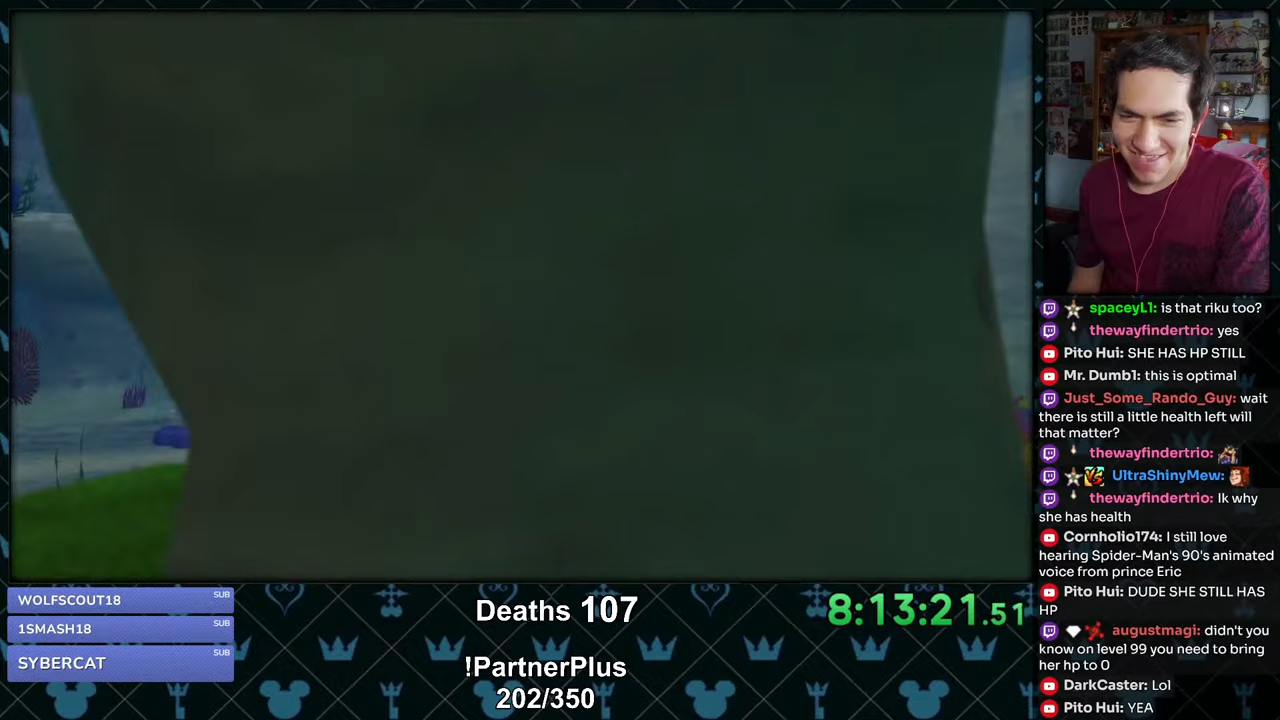 spaceyL1: is that riku too?
thewayfindertrio: yes
Pito Hui: SHE HAS HP STILL
Mr. Dumb1: this is optimal
Just_Some_Rando_Guy: wait
there is still a little health left will
that matter?
thewayfindertrio:
UltraShinyMew:
thewayfindertrio: Ik why
she has health
Cornholio174: I still love
hearing Spider-Man's 90's animated
voice from prince Eric
Pito Hui: DUDE SHE STILL HAS
HP
augustmagi: didn't you
know on level 99 you need to bring
her hp to 0
DarkCaster: Lol
Pito Hui: YEA
WOLFSCOUT18 SUB
1SMASH18 SUB
SYBERCAT SUB
Deaths 107
!PartnerPlus
202/350
8:13:21.51